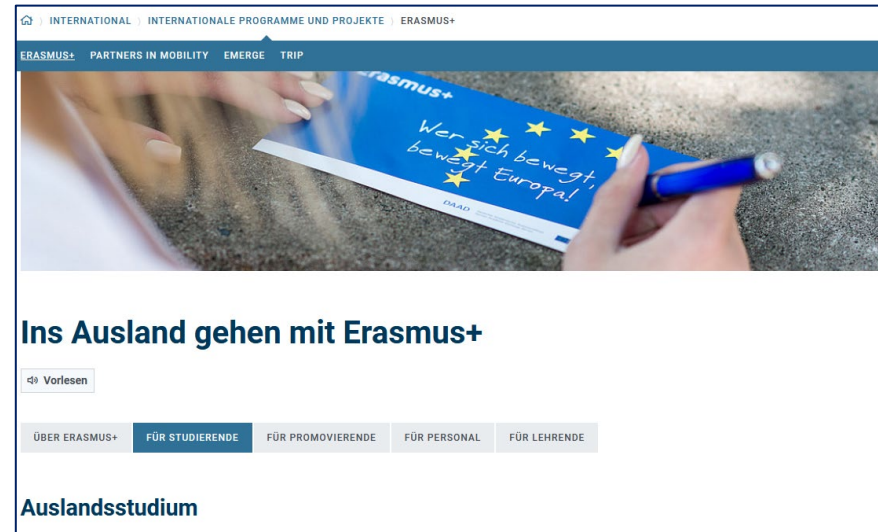 INTERNATIONAL › INTERNATIONALE PROGRAMME UND PROJEKTE › ERASMUS+
ERASMUS+ PARTNERS IN MOBILITY EMERGE TRIP
Erasmus+
Wer sich bewegt,
bewegt Europa!
DAAD
Ins Ausland gehen mit Erasmus+
Vorlesen
ÜBER ERASMUS+ FÜR STUDIERENDE FÜR PROMOVIERENDE FÜR PERSONAL FÜR LEHRENDE
Auslandsstudium